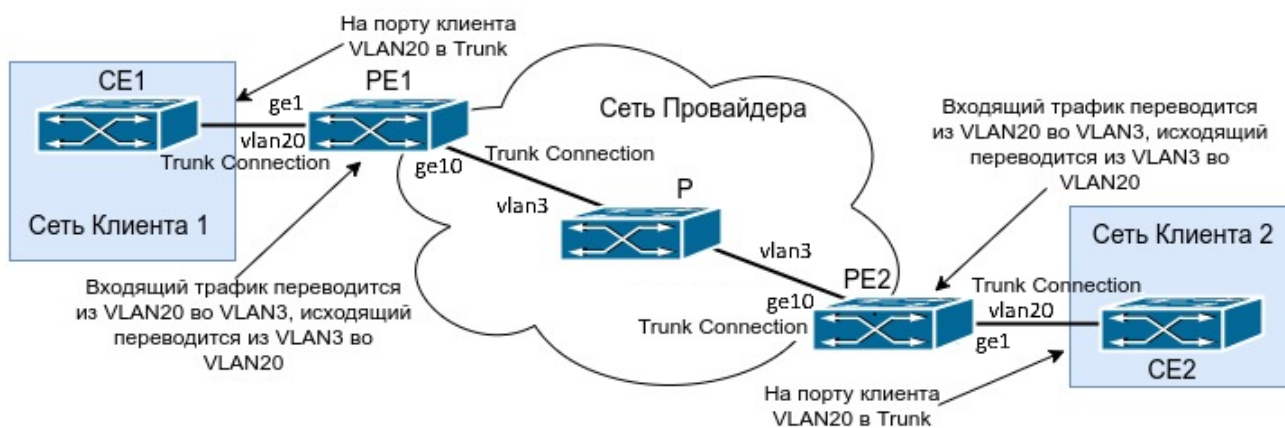 На порту клиента
VLAN20 в Trunk
CE1
PE1
ge1
vlan20
Trunk Connection
ge10
Сеть Клиента 1
Сеть Провайдера
Trunk Connection
vlan3
P
vlan3
Входящий трафик переводится
из VLAN20 во VLAN3, исходящий
переводится из VLAN3 во
VLAN20
Входящий трафик переводится
из VLAN20 во VLAN3, исходящий
переводится из VLAN3 во
VLAN20
Сеть Клиента 2
PE2
ge10
Trunk Connection
Trunk Connection
vlan20
ge1
CE2
На порту клиента
VLAN20 в Trunk